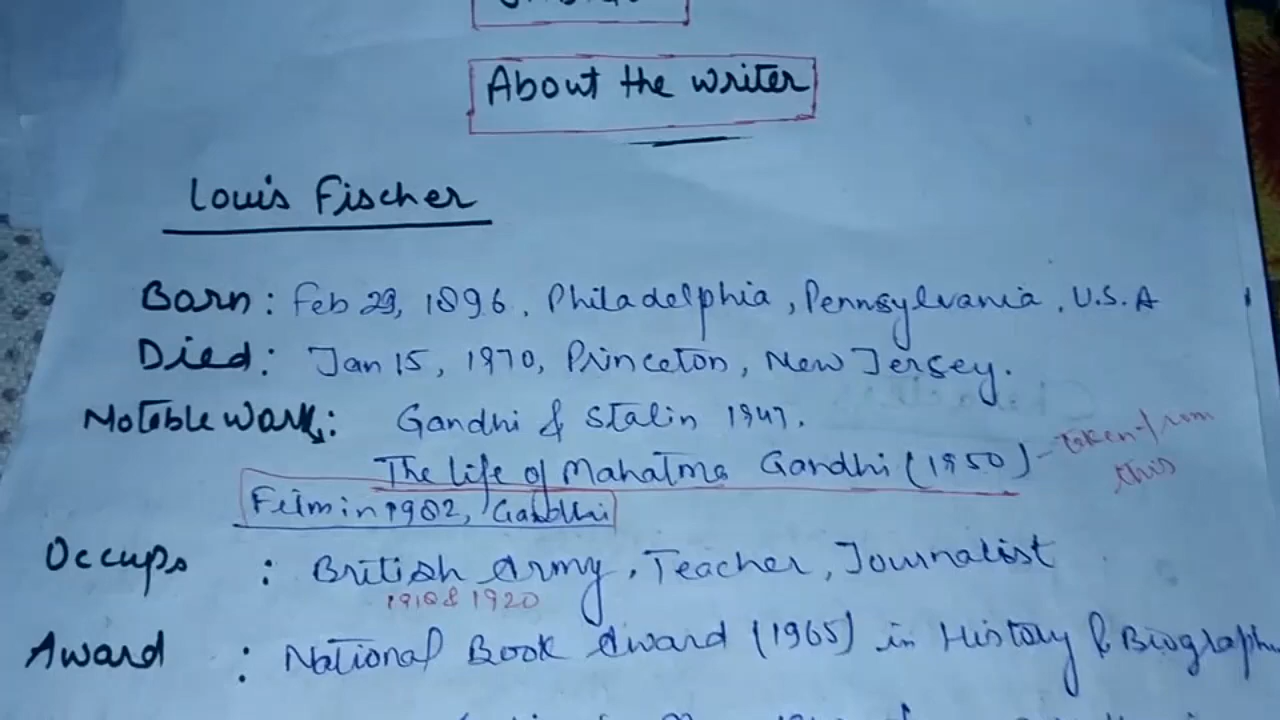 About the writer
Louis Fischer
Born: Feb 29, 1896, Philadelphia, Pennsylvania, U.S.A
Died: Jan 15, 1970, Princeton, New Jersey.
Notable Work: Gandhi & Stalin 1947.
The life of Mahatma Gandhi (1950) - taken from
this
Film in 1982, Gandhi
Occups : British Army, Teacher, Journalist
1918 & 1920
Award : National Book Award (1965) in History & Biography